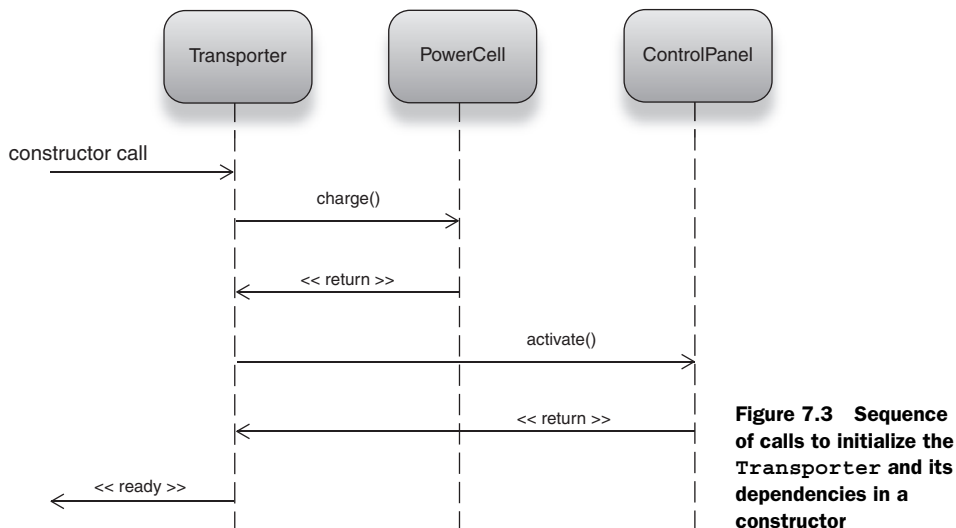 Transporter
PowerCell
ControlPanel
constructor call
charge()
<< return >>
activate()
<< return >>
<< ready >>
Figure 7.3 Sequence
of calls to initialize the
Transporter and its
dependencies in a
constructor